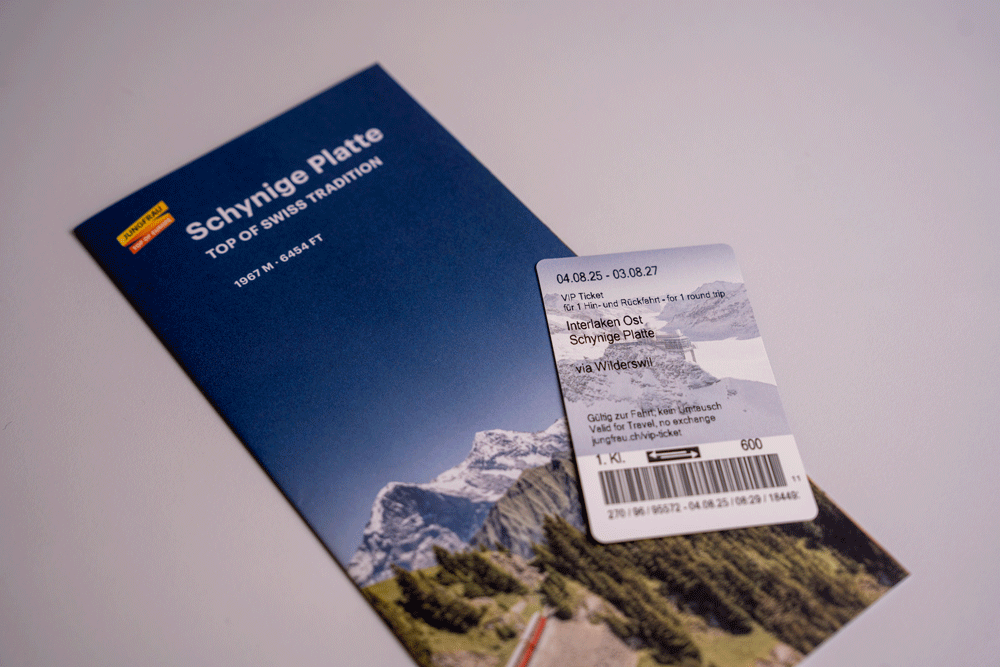 JUNGFRAU
TOP OF EUROPE
Schynige Platte
TOP OF SWISS TRADITION
1967 M - 6454 FT
04.08.25 - 03.08.27
VIP Ticket
für 1 Hin- und Rückfahrt - for 1 round trip
Interlaken Ost
Schynige Platte
via Wilderswil
Gültig zur Fahrt, kein Umtausch
Valid for Travel, no exchange
jungfrau.ch/vip-ticket
1. Kl. 600
11
270 / 96 / 95572 - 04.08.25 / 08:29 / 184493